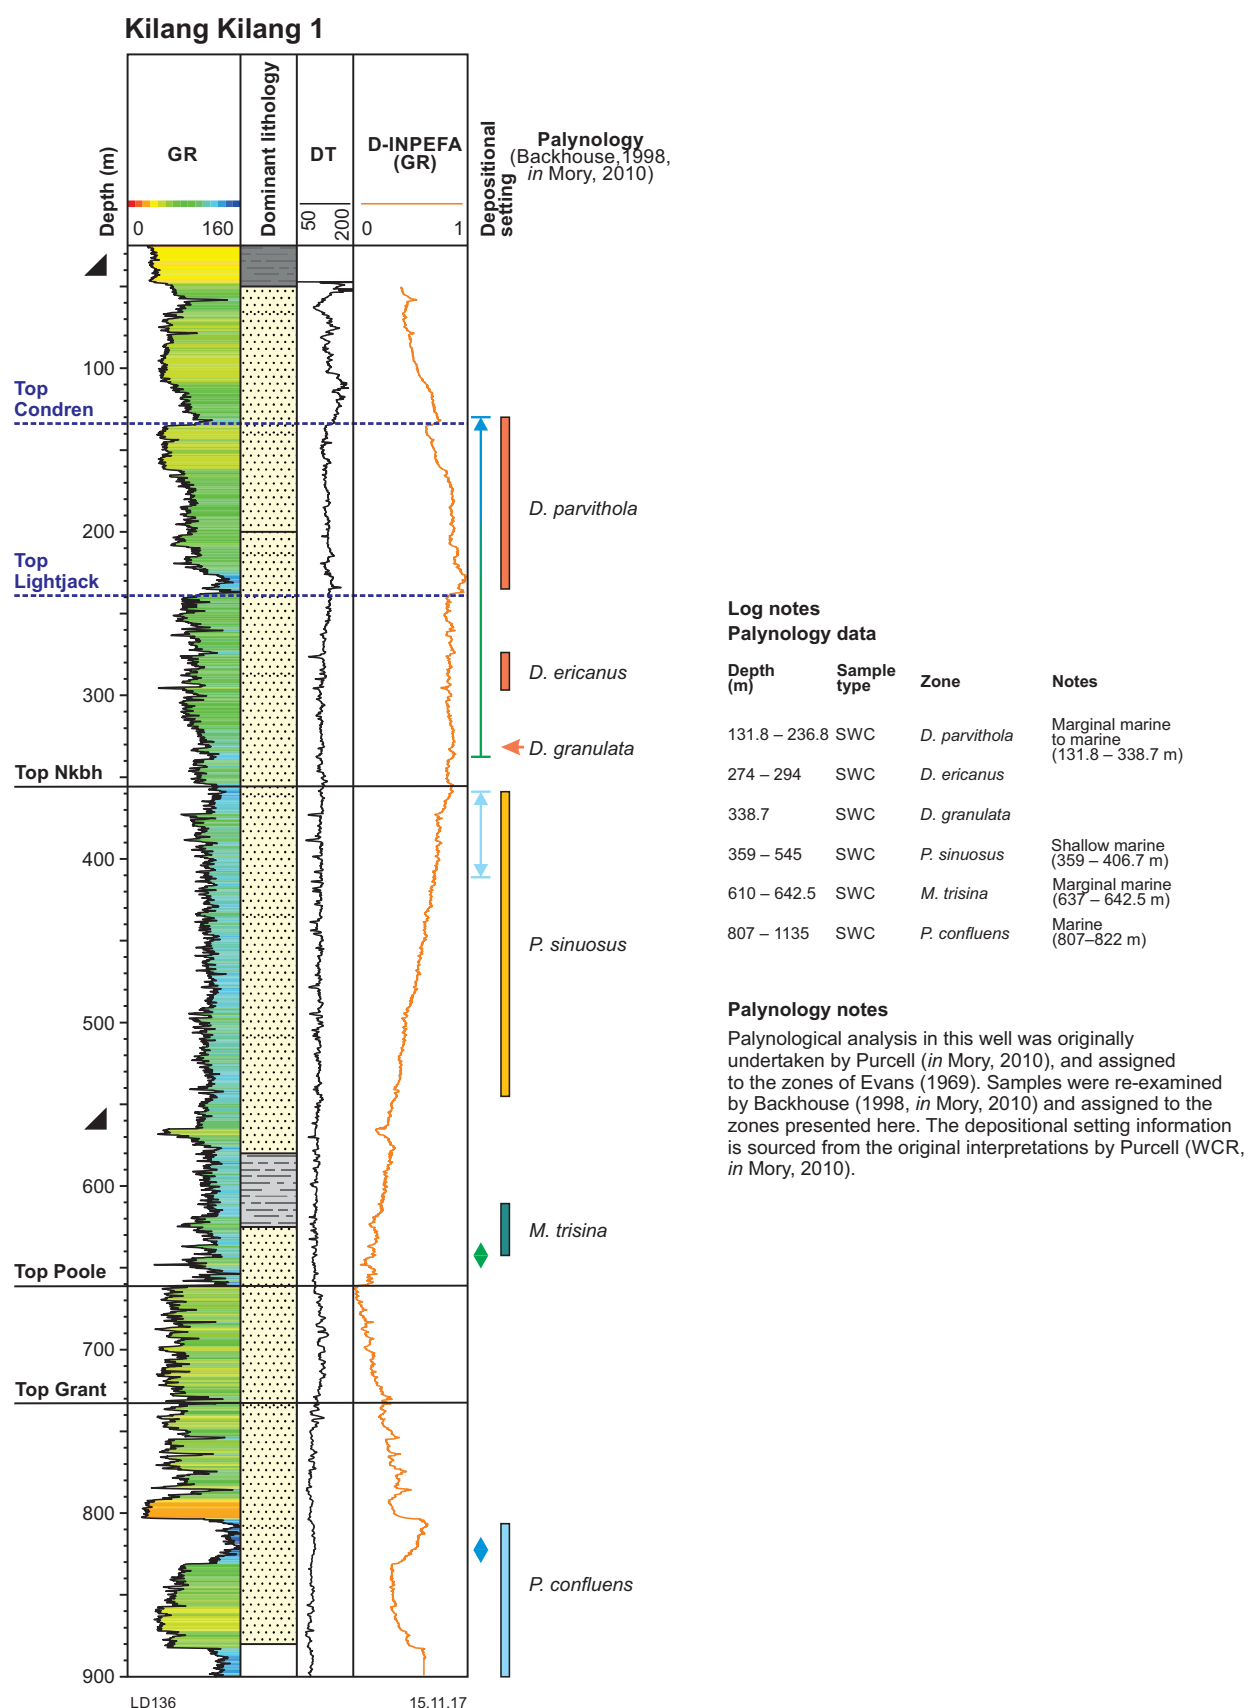 Kilang Kilang 1
Depth (m)
GR
0 160
Dominant lithology
DT
50 200
D-INPEFA
(GR)
0 1
Depositional
setting
Palynology
(Backhouse,1998,
in Mory, 2010)
100
Top
Condren
200
Top
Lightjack
300
Top Nkbh
400
500
600
Top Poole
700
Top Grant
800
900
D. parvithola
D. ericanus
D. granulata
P. sinuosus
M. trisina
P. confluens
LD136 15.11.17
Log notes
Palynology data
Depth
(m)
Sample
type
Zone
Notes
131.8 – 236.8 SWC D. parvithola
Marginal marine
to marine
(131.8 – 338.7 m)
274 – 294 SWC D. ericanus
338.7 SWC D. granulata
359 – 545 SWC P. sinuosus
Shallow marine
(359 – 406.7 m)
610 – 642.5 SWC M. trisina
Marginal marine
(637 – 642.5 m)
807 – 1135 SWC P. confluens
Marine
(807–822 m)
Palynology notes
Palynological analysis in this well was originally
undertaken by Purcell (in Mory, 2010), and assigned
to the zones of Evans (1969). Samples were re-examined
by Backhouse (1998, in Mory, 2010) and assigned to the
zones presented here. The depositional setting information
is sourced from the original interpretations by Purcell (WCR,
in Mory, 2010).